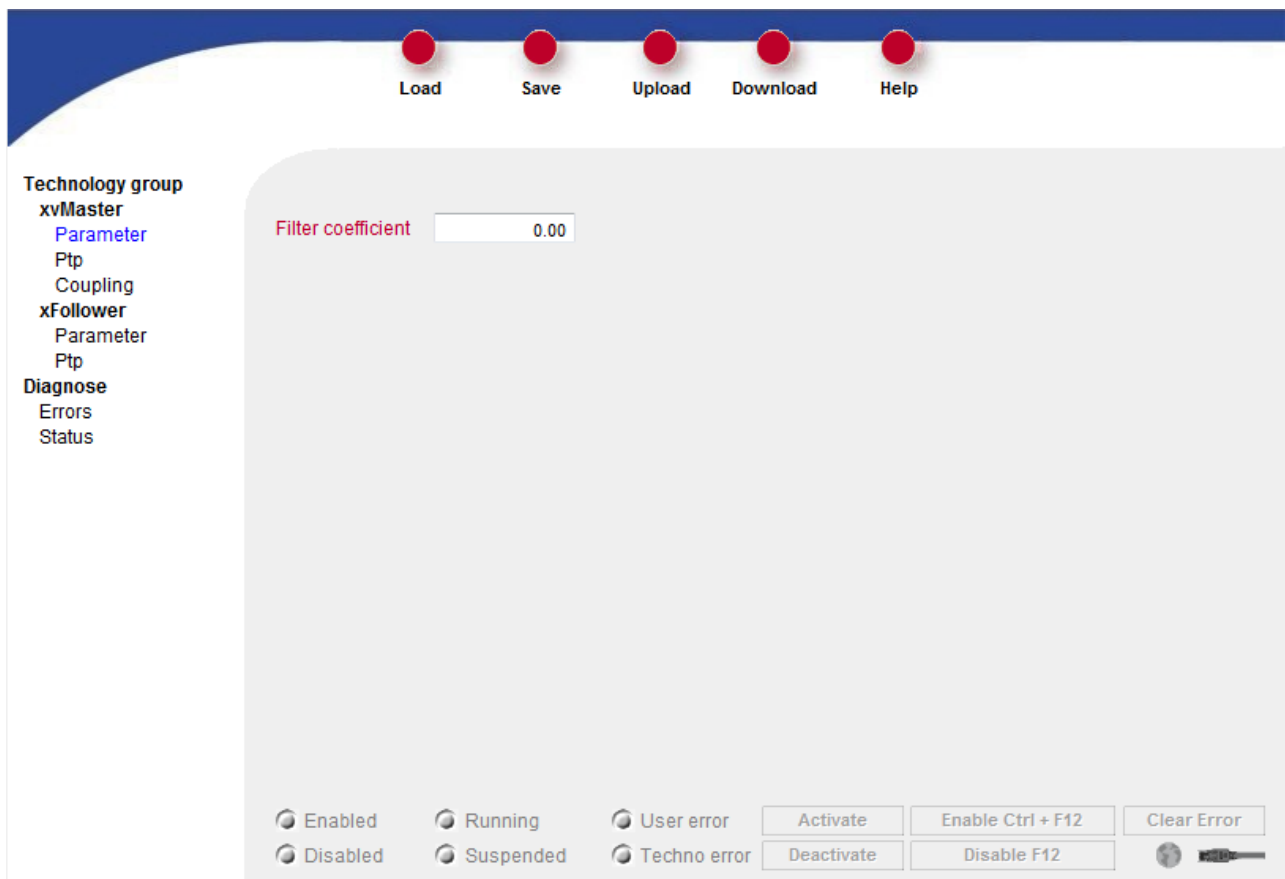 Load Save Upload Download Help
Technology group
xvMaster
Parameter
Ptp
Coupling
xFollower
Parameter
Ptp
Diagnose
Errors
Status
Filter coefficient 0.00
Enabled Running User error Activate Enable Ctrl + F12 Clear Error
Disabled Suspended Techno error Deactivate Disable F12